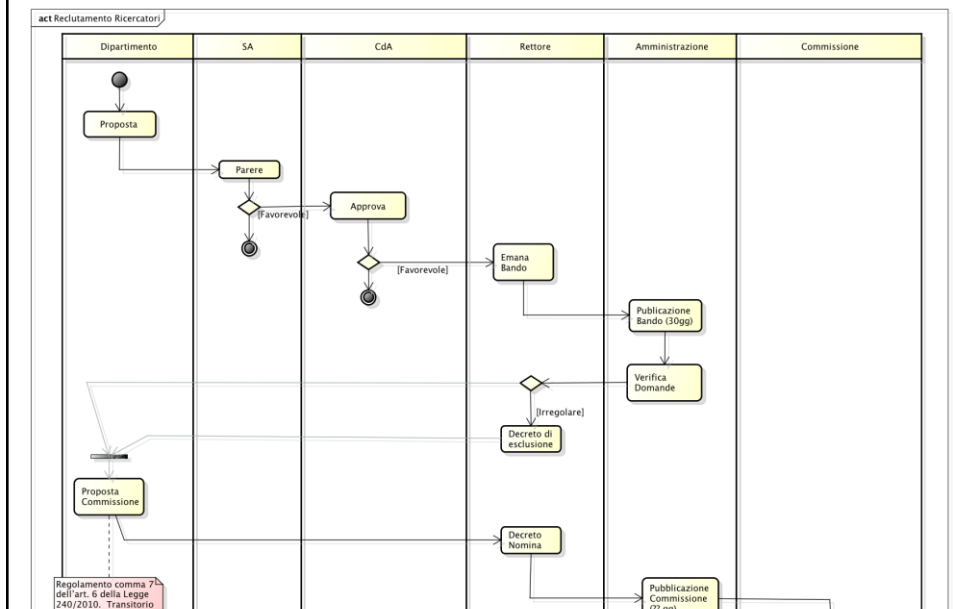 act Reclutamento Ricercatori
Dipartimento
SA
CdA
Rettore
Amministrazione
Commissione
Proposta
Parere
[Favorevole]
Approva
[Favorevole]
Emana
Bando
Publicazione
Bando (30gg)
Verifica
Domande
[Irregolare]
Decreto di
esclusione
Proposta
Commissione
Decreto
Nomina
Regolamento comma 7
dell'art. 6 della Legge
240/2010. Transitorio
Pubblicazione
Commissione
(?? gg)